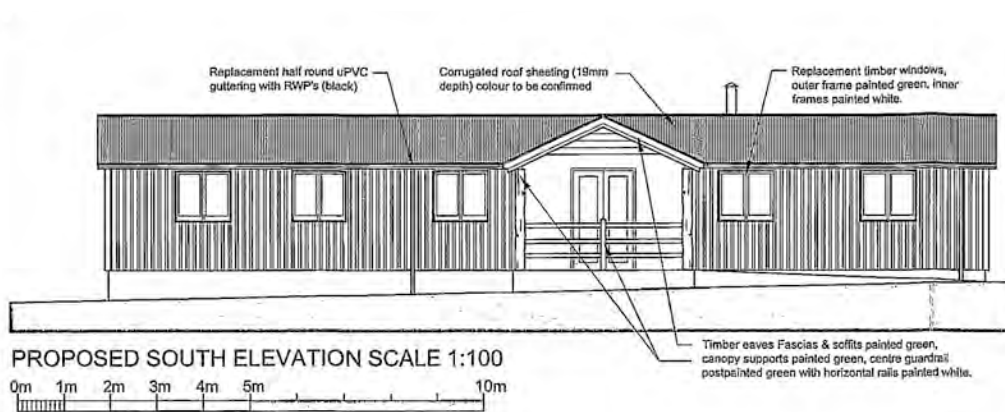 Replacement half round uPVC
guttering with RWP's (black)
Corrugated roof sheeting (19mm
depth) colour to be confirmed
Replacement timber windows,
outer frame painted green, inner
frames painted white.
Timber eaves Fascias & soffits painted green,
canopy supports painted green, centre guardrail
postpainted green with horizontal rails painted white.
PROPOSED SOUTH ELEVATION SCALE 1:100
0m 1m 2m 3m 4m 5m 10m